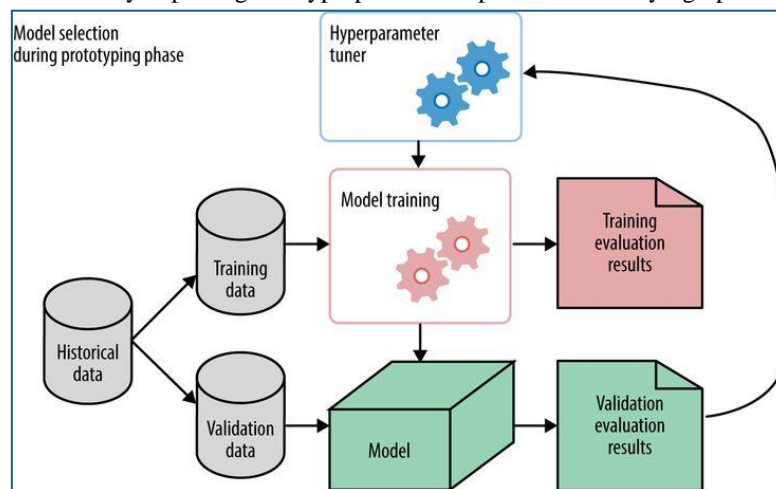 Model selection
during prototyping phase
Hyperparameter
tuner
Model training
Training
data
Training
evaluation
results
Historical
data
Validation
data
Model
Validation
evaluation
results